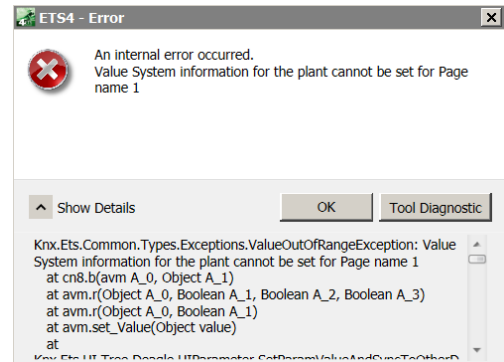 ETS4 - Error
An internal error occurred.
Value System information for the plant cannot be set for Page
name 1
Show Details
OK
Tool Diagnostic
Knx.Ets.Common.Types.Exceptions.ValueOutOfRangeException: Value
System information for the plant cannot be set for Page name 1
at cn8.b(avm A_0, Object A_1)
at avm.r(Object A_0, Boolean A_1, Boolean A_2, Boolean A_3)
at avm.r(Object A_0, Boolean A_1)
at avm.set_Value(Object value)
at